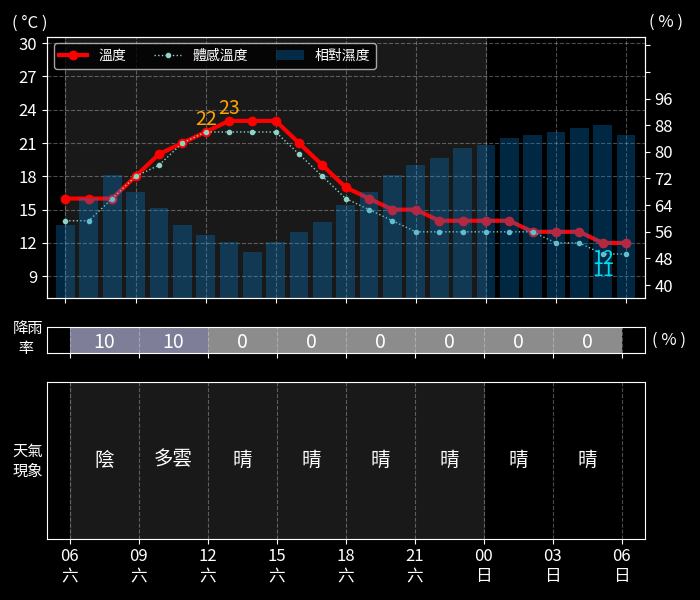 ( °C )
( % )
溫度
體感溫度
相對濕度
30
27
24
21
18
15
12
9
96
88
80
72
64
56
48
40
22
23
12
11
降雨
率
10 10 0 0 0 0 0 0
( % )
天氣
現象
陰 多雲 晴 晴 晴 晴 晴 晴
06 09 12 15 18 21 00 03 06
六 六 六 六 六 六 日 日 日